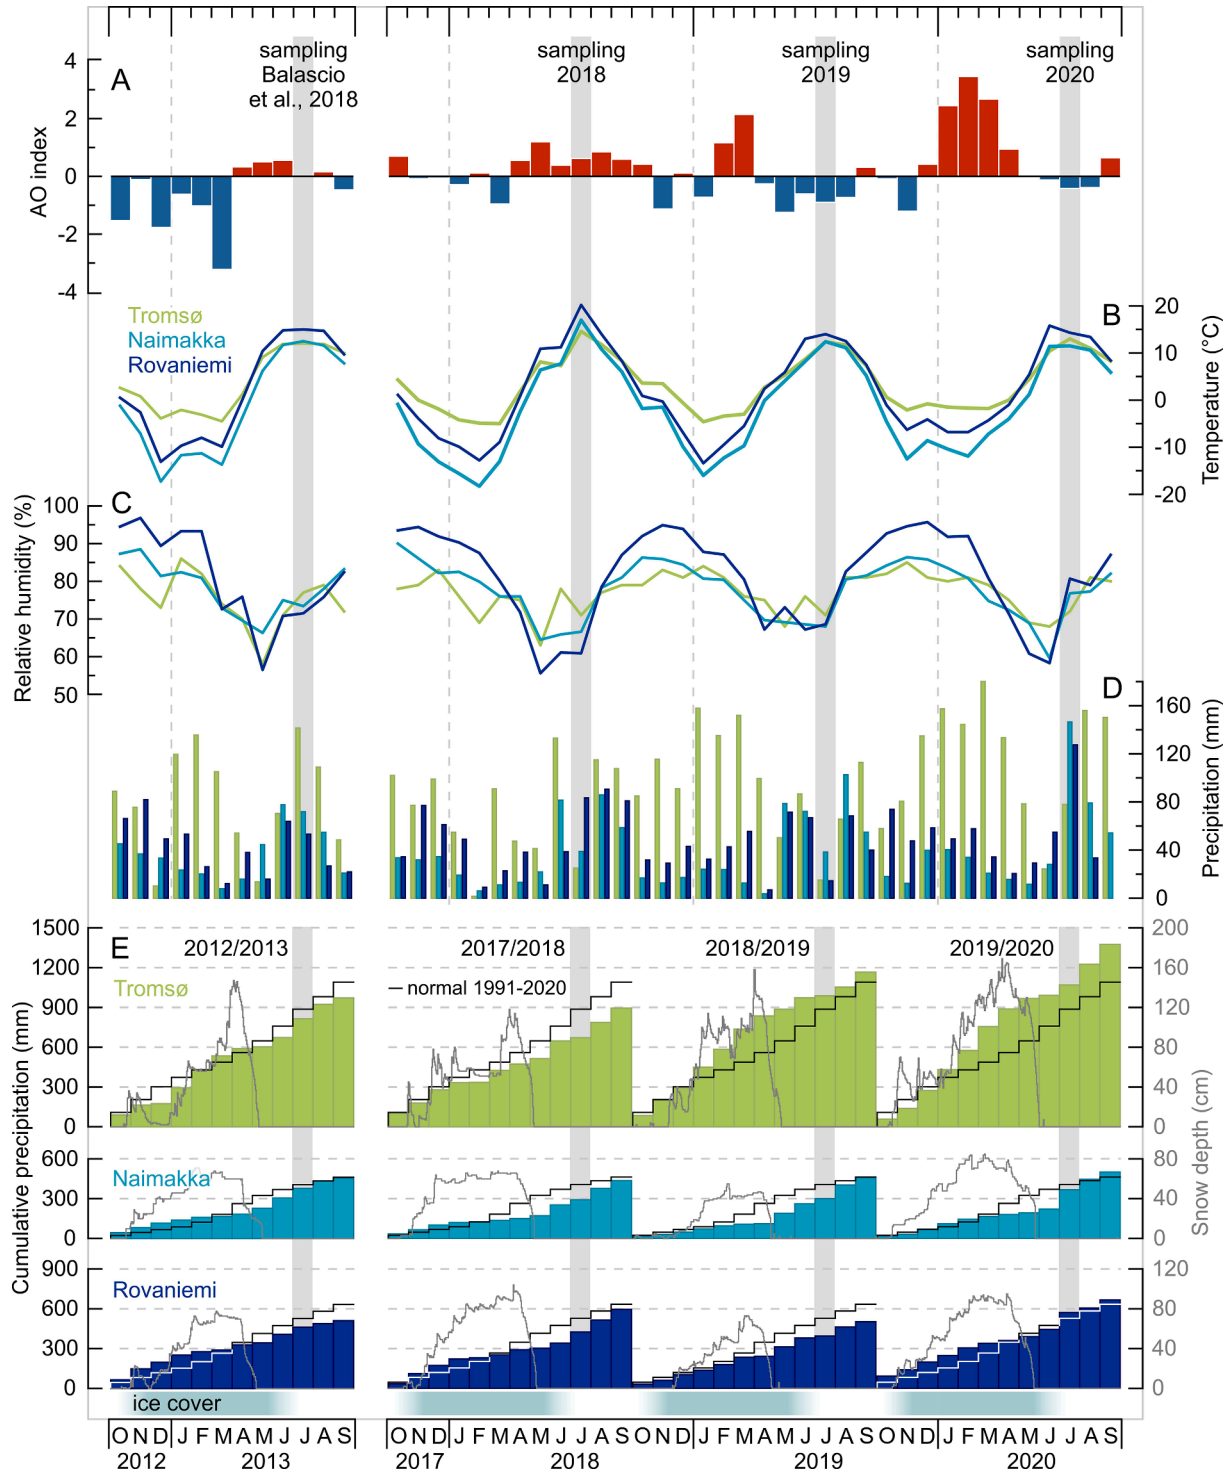 sampling
Balascio
et al., 2018
sampling
2018
sampling
2019
sampling
2020
A
4
2
0
-2
-4
AO index
Tromsø
Naimakka
Rovaniemi
B
20
10
0
-10
-20
Temperature (°C)
C
100
90
80
70
60
50
Relative humidity (%)
D
160
120
80
40
0
Precipitation (mm)
E
2012/2013
2017/2018
2018/2019
2019/2020
Tromsø
normal 1991-2020
1500
1200
900
600
300
0
200
160
120
80
40
0
Cumulative precipitation (mm)
Snow depth (cm)
Naimakka
600
300
0
80
40
0
Rovaniemi
900
600
300
0
120
80
40
0
ice cover
O N D J F M A M J J A S
O N D J F M A M J J A S O N D J F M A M J J A S O N D J F M A M J J A S
2012 2013 2017 2018 2019 2020